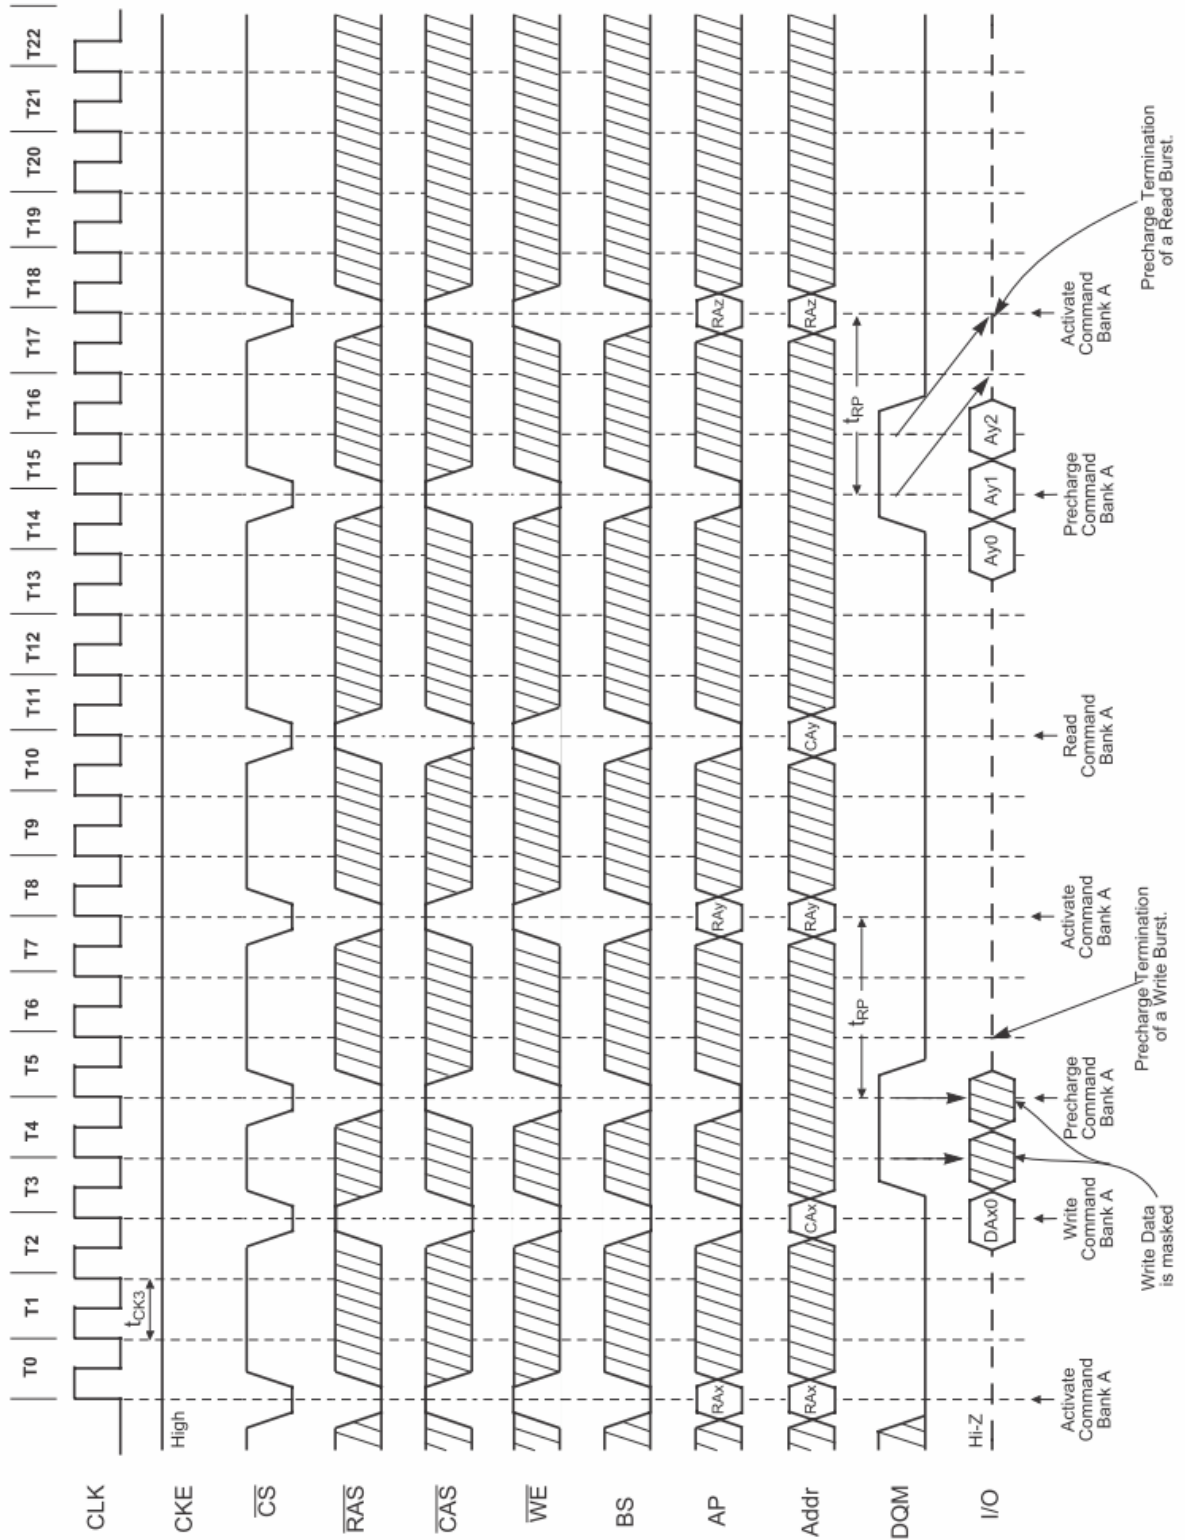 T0 T1 T2 T3 T4 T5 T6 T7 T8 T9 T10 T11 T12 T13 T14 T15 T16 T17 T18 T19 T20 T21 T22
CLK
tCK3
CKE
High
CS
RAS
CAS
WE
BS
AP
RAx RAy RAz
Addr
RAx CAx RAy CAy RAz
tRP tRP
DQM
I/O
Hi-Z
DAx0 Ay0 Ay1 Ay2
Activate
Command
Bank A
Write
Command
Bank A
Precharge
Command
Bank A
Activate
Command
Bank A
Read
Command
Bank A
Precharge
Command
Bank A
Activate
Command
Bank A
Write Data
is masked
Precharge Termination
of a Write Burst.
Precharge Termination
of a Read Burst.